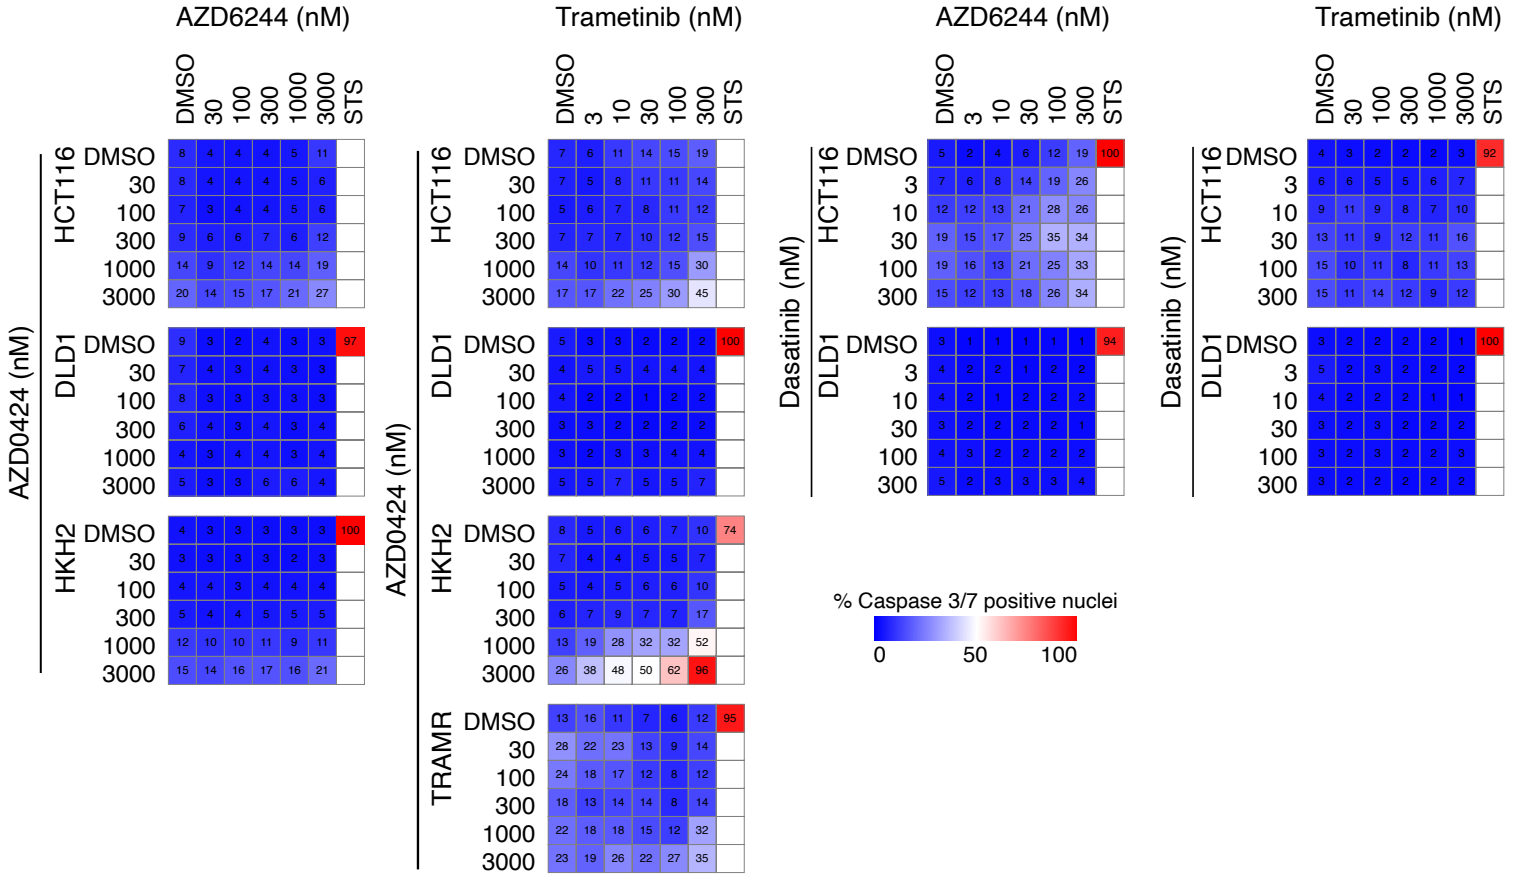 AZD6244 (nM) Trametinib (nM) AZD6244 (nM) Trametinib (nM)
DMSO 30 100 300 1000 3000 STS DMSO 3 10 30 100 300 STS DMSO 3 10 30 100 300 STS DMSO 30 100 300 1000 3000 STS
AZD0424 (nM)
HCT116
DMSO 8 4 4 4 5 11
30 8 4 4 4 5 6
100 7 3 4 4 5 6
300 9 6 6 7 6 12
1000 14 9 12 14 14 19
3000 20 14 15 17 21 27
DLD1
DMSO 9 3 2 4 3 3 97
30 7 4 3 4 3 3
100 8 3 3 3 3 3
300 6 4 3 4 3 4
1000 4 3 4 3 4 4
3000 5 3 3 6 6 4
HKH2
DMSO 4 3 3 3 3 3 100
30 3 3 3 3 2 3
100 4 4 3 4 4 4
300 5 4 4 5 5 5
1000 12 10 10 11 9 11
3000 15 14 16 17 16 21
AZD0424 (nM)
HCT116
DMSO 7 6 11 14 15 19
30 7 5 8 11 11 14
100 5 6 7 8 11 12
300 7 7 7 10 12 15
1000 14 10 11 12 15 30
3000 17 17 22 25 30 45
DLD1
DMSO 5 3 3 2 2 2 100
30 4 5 5 4 4 4
100 4 2 2 1 2 2
300 3 3 2 2 2 2
1000 3 2 3 3 4 4
3000 5 5 7 5 5 7
HKH2
DMSO 8 5 6 6 7 10 74
30 7 4 4 5 5 7
100 5 4 5 6 6 10
300 6 7 9 7 7 17
1000 13 19 28 32 32 52
3000 26 38 48 50 62 96
TRAMR
DMSO 13 16 11 7 6 12 95
30 28 22 23 13 9 14
100 24 18 17 12 8 12
300 18 13 14 14 8 14
1000 22 18 18 15 12 32
3000 23 19 26 22 27 35
Dasatinib (nM)
HCT116
DMSO 5 2 4 6 12 19 100
3 7 6 8 14 19 26
10 12 12 13 21 28 26
30 19 15 17 25 35 34
100 19 16 13 21 25 33
300 15 12 13 18 26 34
DLD1
DMSO 3 1 1 1 1 1 94
3 4 2 2 1 2 2
10 4 2 1 2 2 2
30 3 2 2 2 2 1
100 4 3 2 2 2 2
300 5 2 3 3 3 4
Dasatinib (nM)
HCT116
DMSO 4 3 2 2 2 3 92
3 6 6 5 5 6 7
10 9 11 9 8 7 10
30 13 11 9 12 11 16
100 15 10 11 8 11 13
300 15 11 14 12 9 12
DLD1
DMSO 3 2 2 2 1 2 100
3 5 2 3 2 2 2
10 4 2 2 2 1 1
30 3 2 3 2 2 2
100 3 2 2 3 2 3
300 3 2 2 2 2 2
% Caspase 3/7 positive nuclei
0 50 100